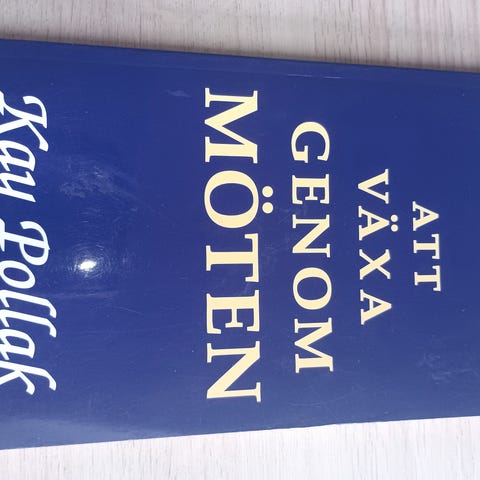 ATT
VÄXA
GENOM
MÖTEN
Kay Pollak